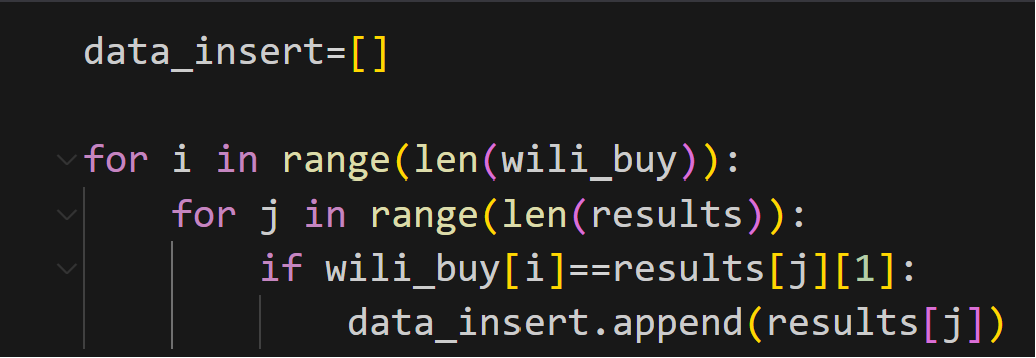 data_insert=[]
for i in range(len(wili_buy)):
for j in range(len(results)):
if wili_buy[i]==results[j][1]:
data_insert.append(results[j])